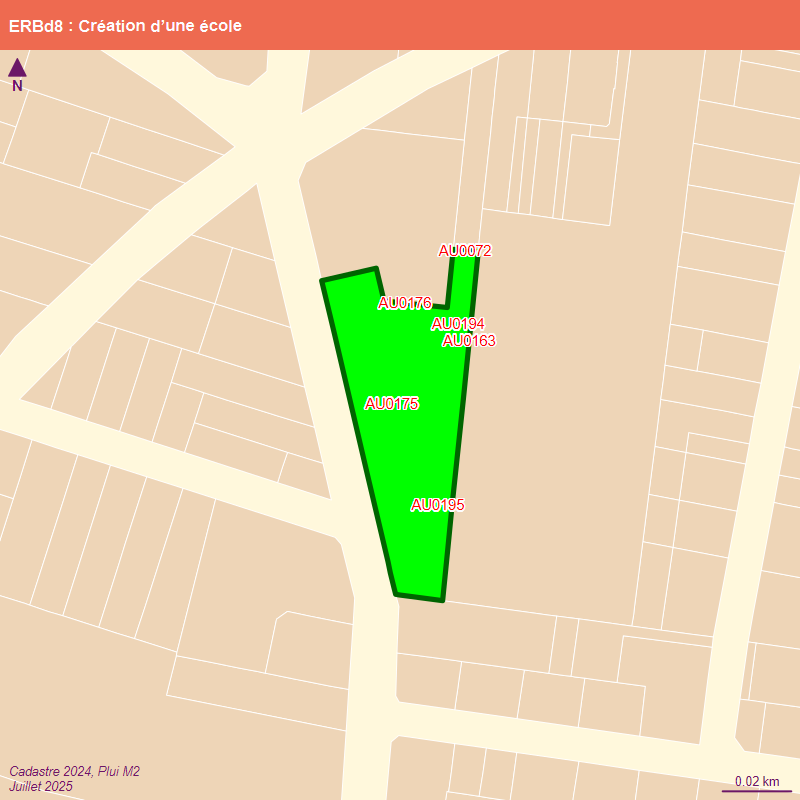 ERBd8 : Création d'une école
N
AU0072
AU0176
AU0194
AU0163
AU0175
AU0195
Cadastre 2024, Plui M2
Juillet 2025
0.02 km